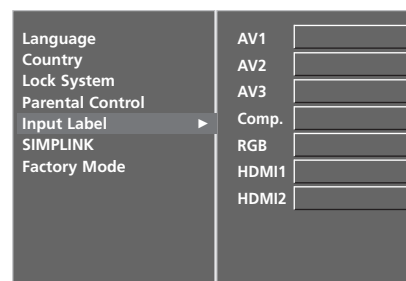 Language
Country
Lock System
Parental Control
Input Label ►
SIMPLINK
Factory Mode
AV1
AV2
AV3
Comp.
RGB
HDMI1
HDMI2